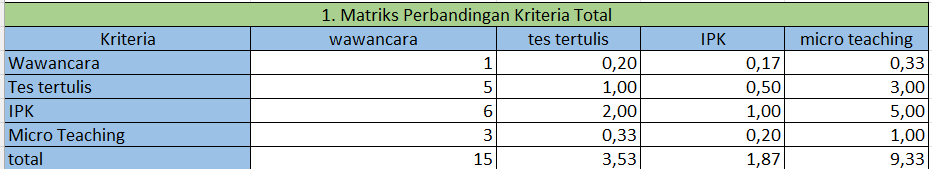 1. Matriks Perbandingan Kriteria Total
Kriteria wawancara tes tertulis IPK micro teaching
Wawancara 1 0,20 0,17 0,33
Tes tertulis 5 1,00 0,50 3,00
IPK 6 2,00 1,00 5,00
Micro Teaching 3 0,33 0,20 1,00
total 15 3,53 1,87 9,33